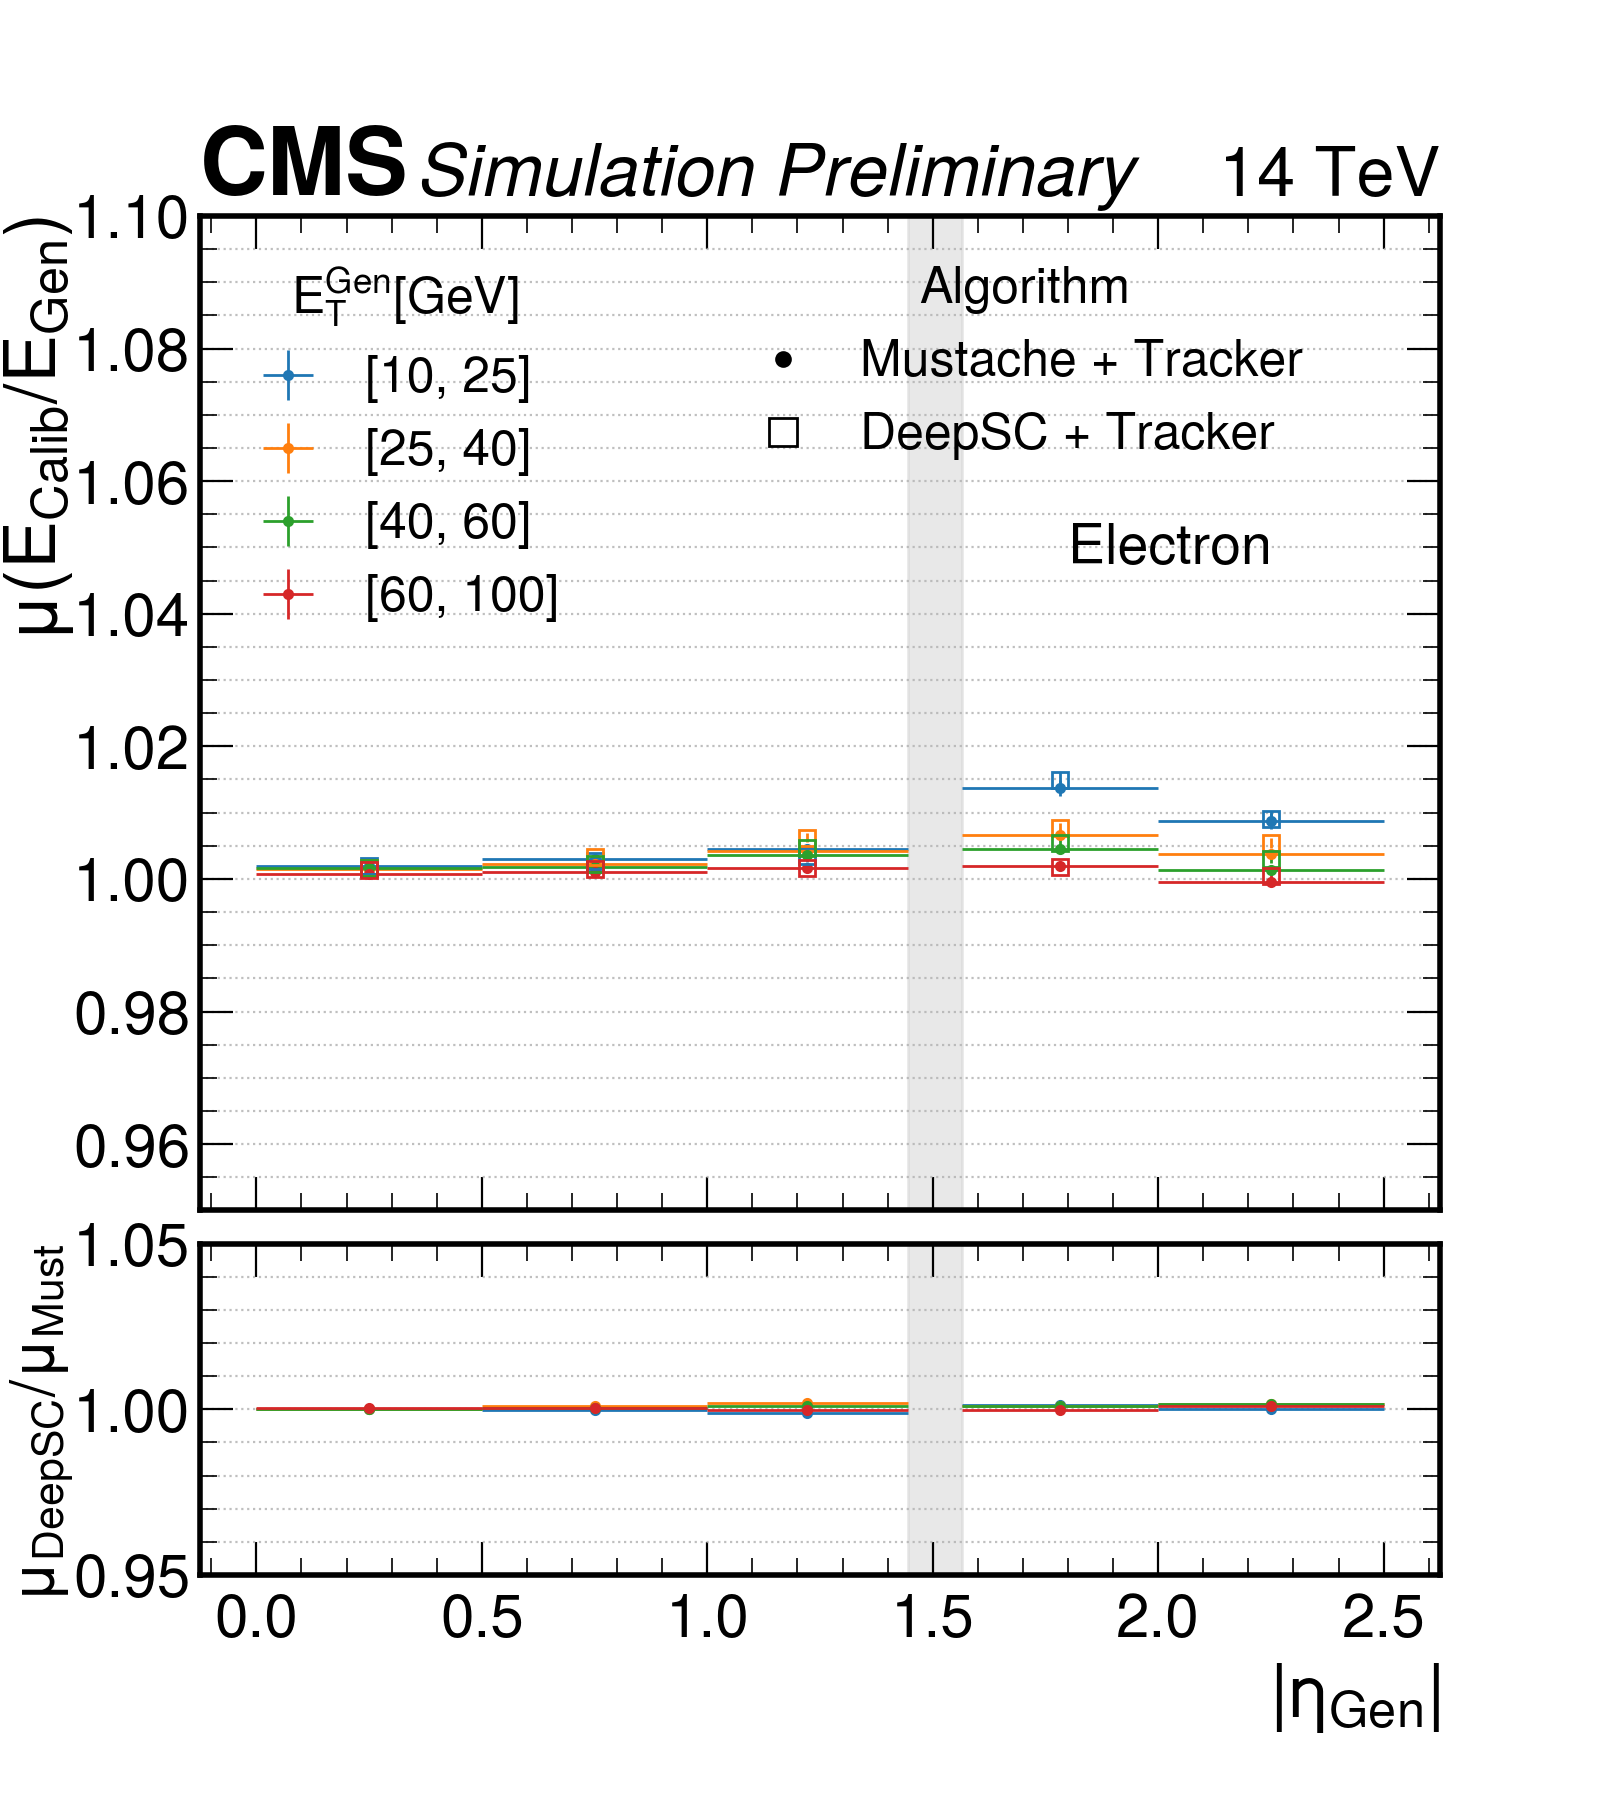 CMS Simulation Preliminary 14 TeV
μ(E_Calib/E_Gen)
1.10
1.08
1.06
1.04
1.02
1.00
0.98
0.96
E_T^Gen[GeV]
[10, 25]
[25, 40]
[40, 60]
[60, 100]
Algorithm
Mustache + Tracker
DeepSC + Tracker
Electron
μ_DeepSC/μ_Must
1.05
1.00
0.95
0.0 0.5 1.0 1.5 2.0 2.5
|η_Gen|